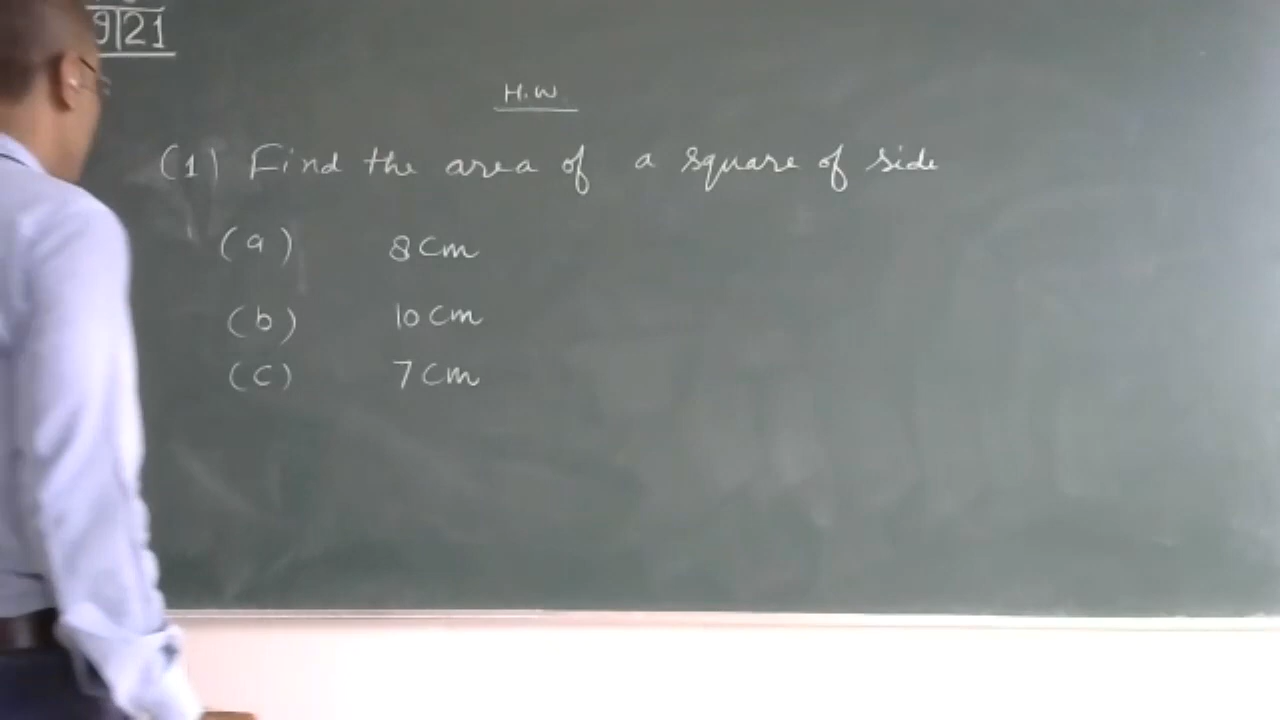 9/21
H.W.
(1) Find the area of a square of side
(a) 8 cm
(b) 10 cm
(c) 7 cm